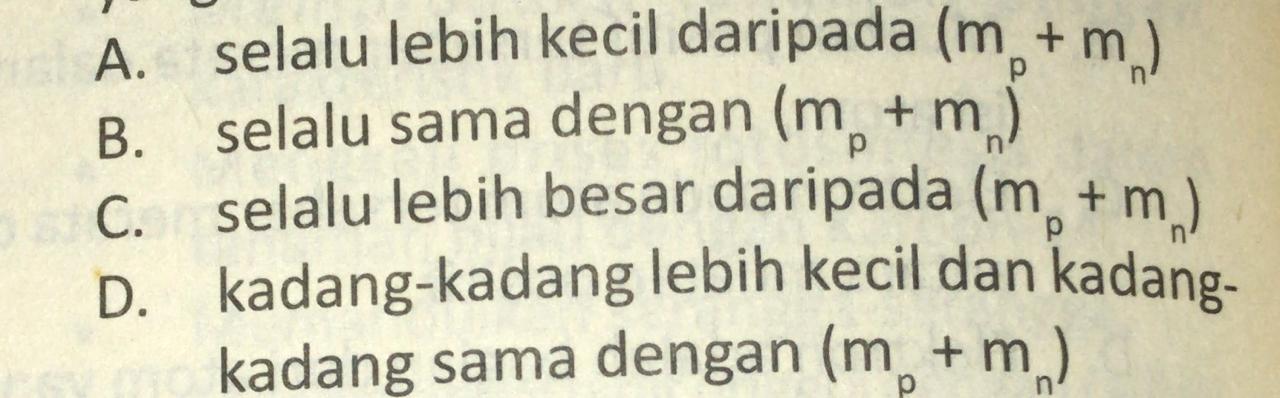 A. selalu lebih kecil daripada (mₚ + mₙ)
B. selalu sama dengan (mₚ + mₙ)
C. selalu lebih besar daripada (mₚ + mₙ)
D. kadang-kadang lebih kecil dan kadang-
kadang sama dengan (mₚ + mₙ)